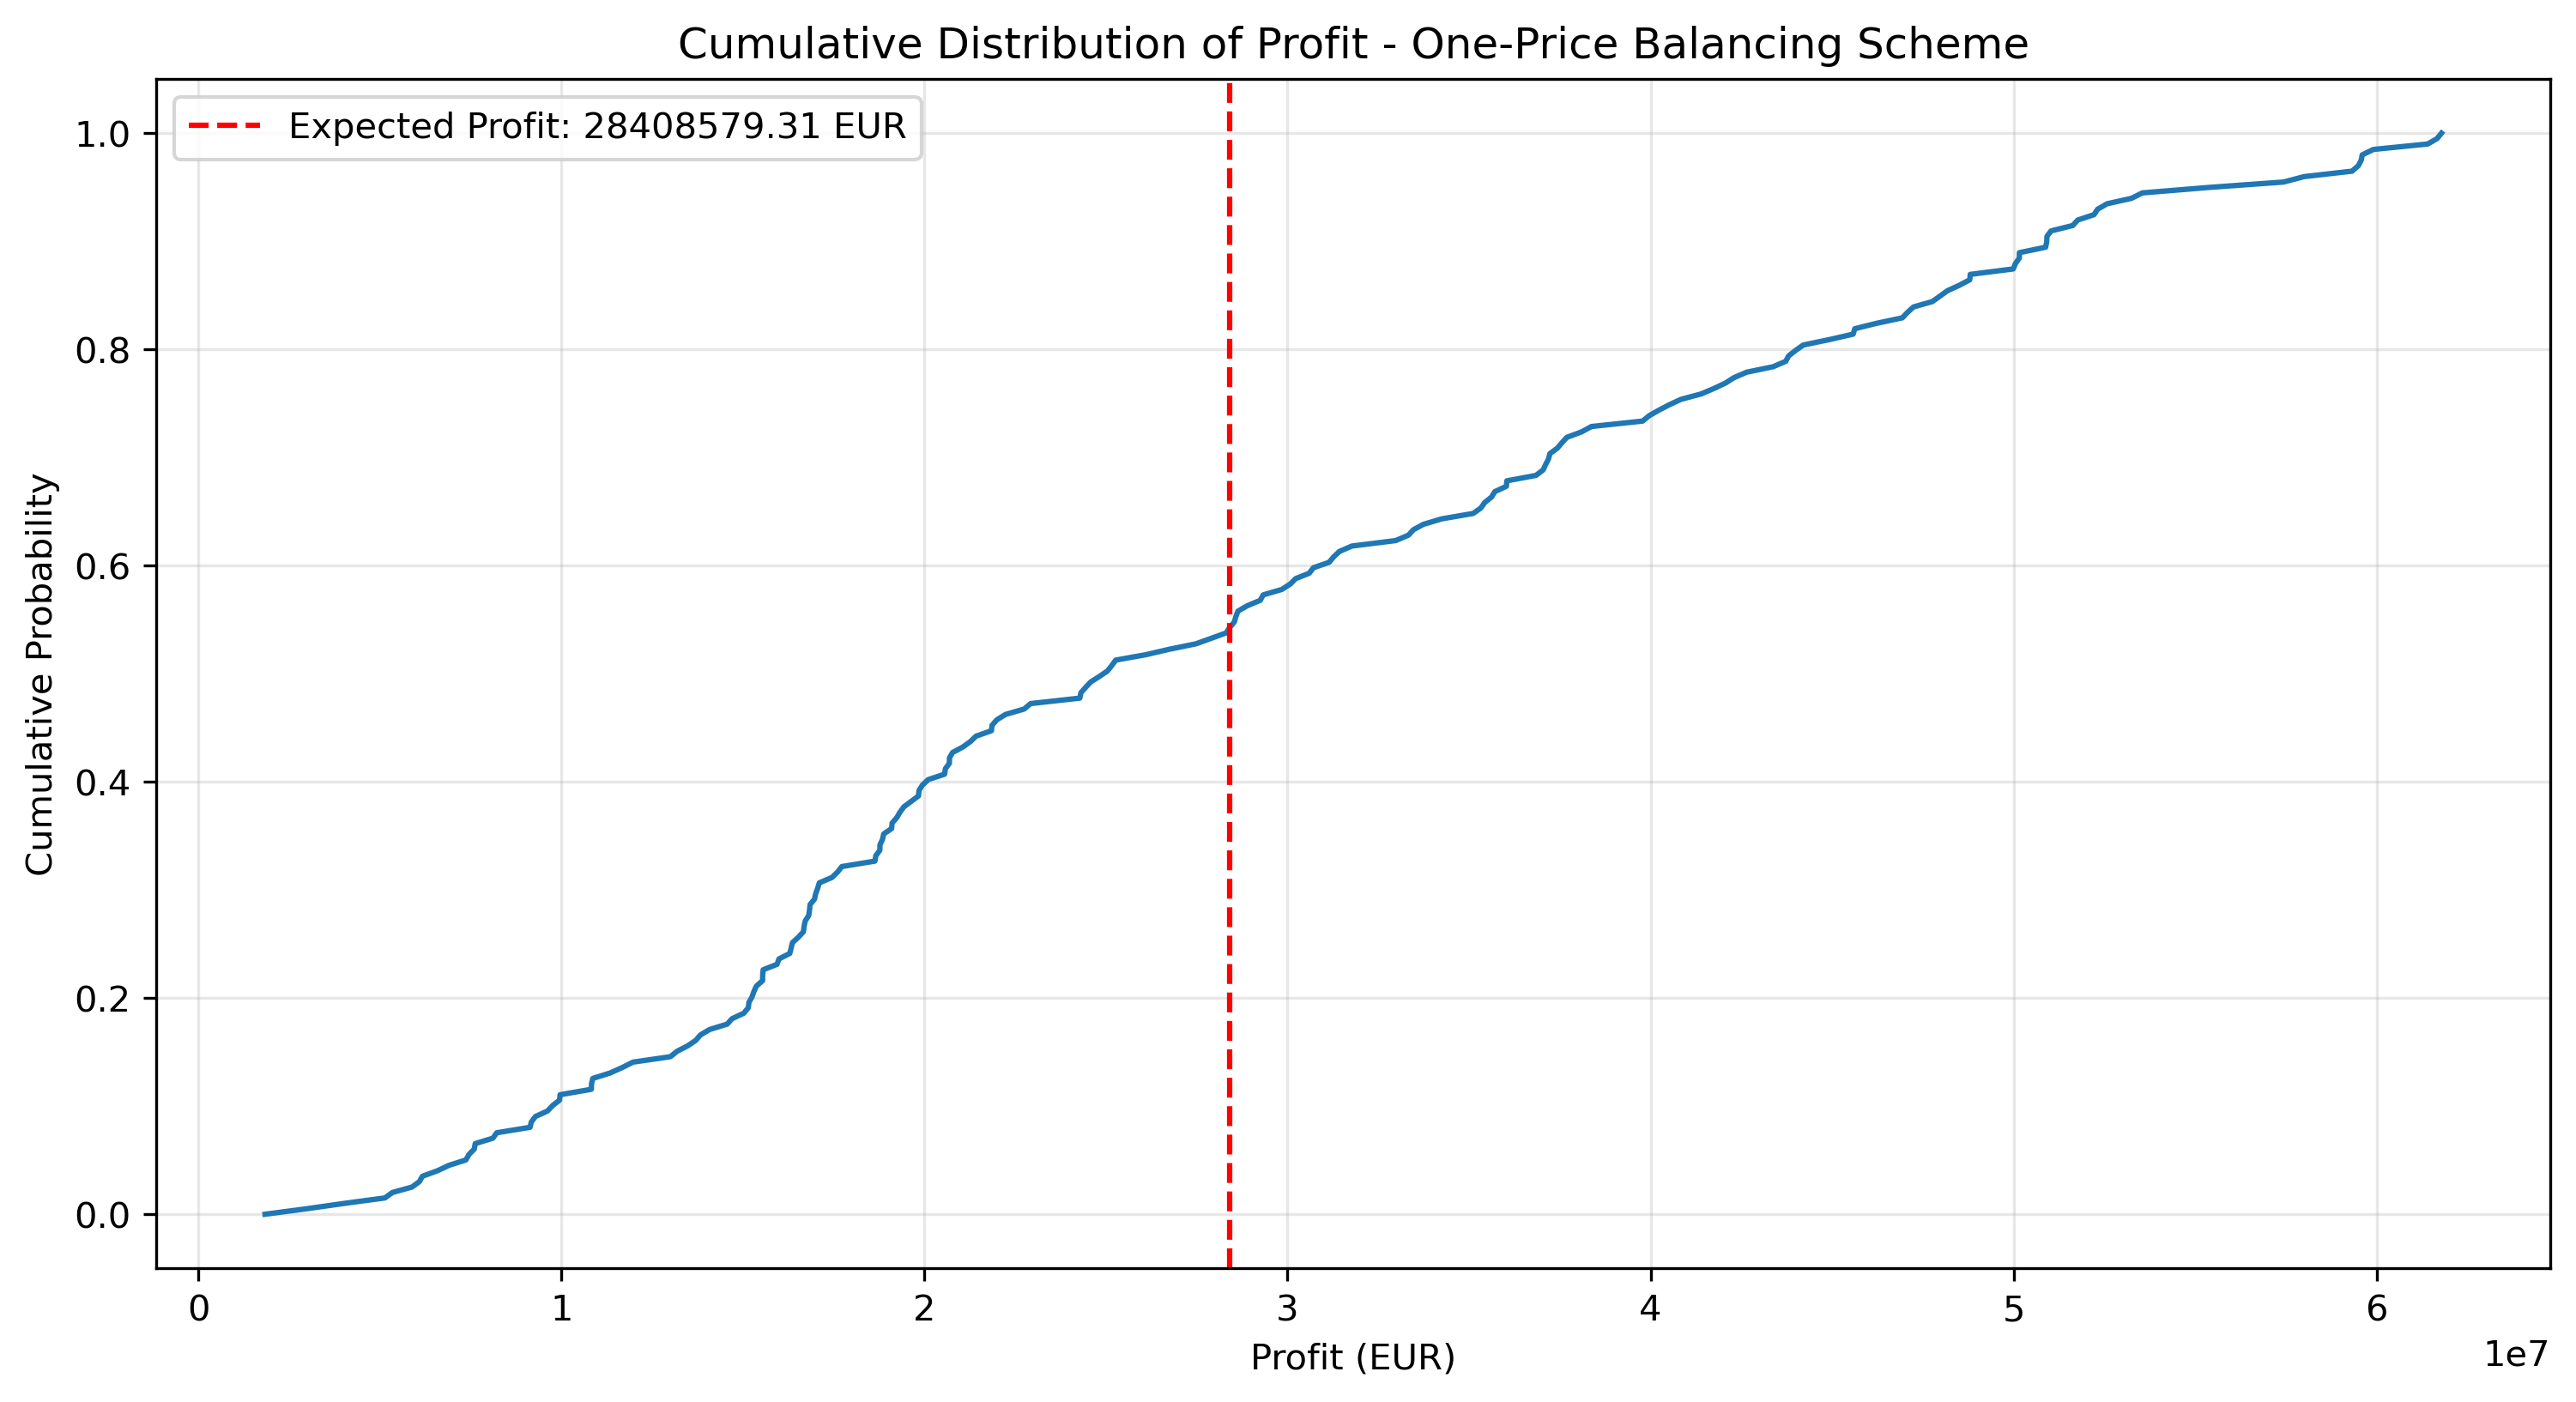 Cumulative Distribution of Profit - One-Price Balancing Scheme
Expected Profit: 28408579.31 EUR
Cumulative Probability
1.0
0.8
0.6
0.4
0.2
0.0
0 1 2 3 4 5 6
1e7
Profit (EUR)